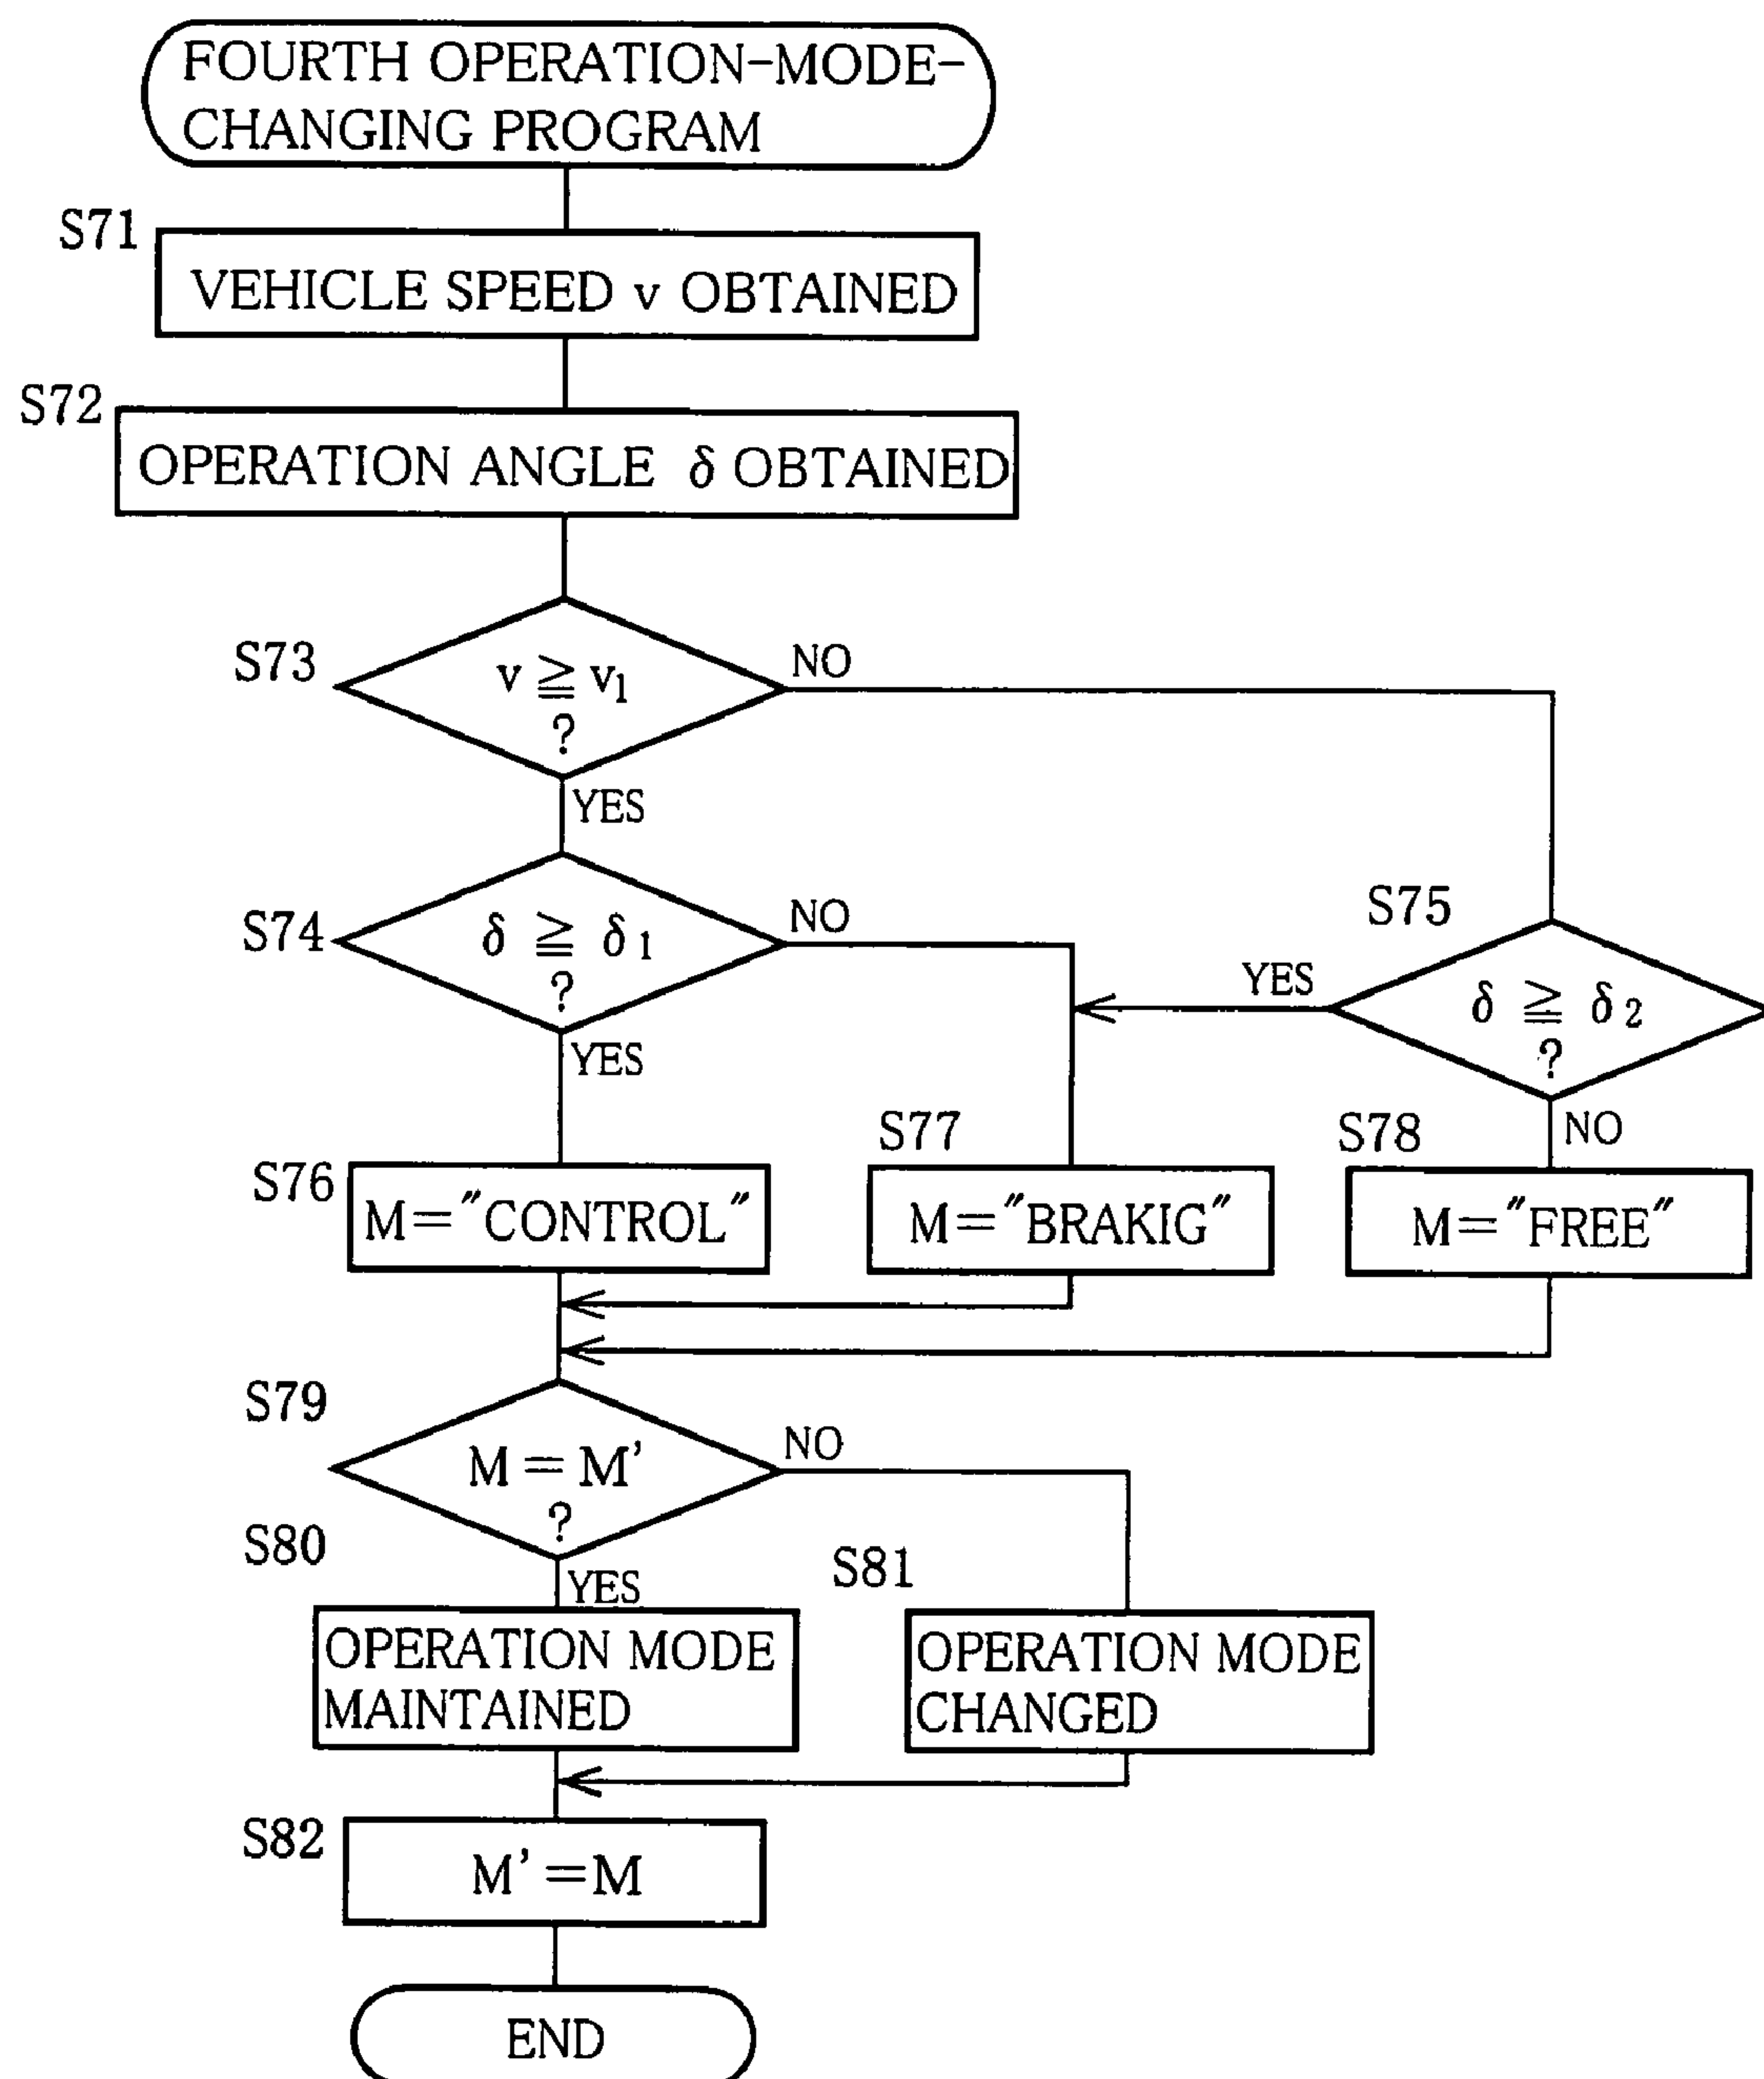 FOURTH OPERATION-MODE-
CHANGING PROGRAM
S71
VEHICLE SPEED v OBTAINED
S72
OPERATION ANGLE δ OBTAINED
S73
v ≧ v1
?
NO
YES
S74
δ ≧ δ1
?
NO
YES
S75
δ ≧ δ2
?
YES
NO
S76
M="CONTROL"
S77
M="BRAKIG"
S78
M="FREE"
S79
M=M'
?
NO
YES
S80
OPERATION MODE
MAINTAINED
S81
OPERATION MODE
CHANGED
S82
M'=M
END